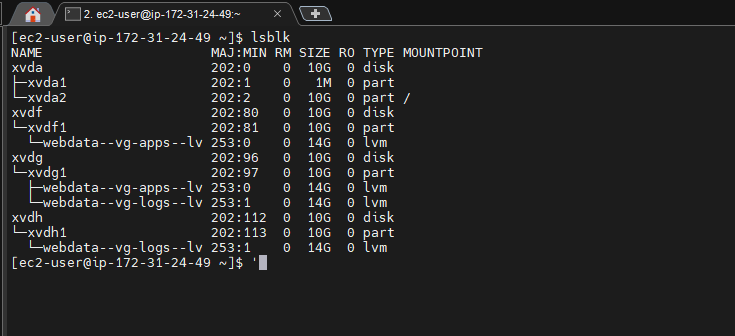 2. ec2-user@ip-172-31-24-49:~
[ec2-user@ip-172-31-24-49 ~]$ lsblk
NAME                      MAJ:MIN RM SIZE RO TYPE MOUNTPOINT
xvda                      202:0    0  10G  0 disk
├─xvda1                   202:1    0   1M  0 part
└─xvda2                   202:2    0  10G  0 part /
xvdf                      202:80   0  10G  0 disk
└─xvdf1                   202:81   0  10G  0 part
  └─webdata--vg-apps--lv 253:0    0  14G  0 lvm
xvdg                      202:96   0  10G  0 disk
└─xvdg1                   202:97   0  10G  0 part
  ├─webdata--vg-apps--lv 253:0    0  14G  0 lvm
  └─webdata--vg-logs--lv 253:1    0  14G  0 lvm
xvdh                      202:112  0  10G  0 disk
└─xvdh1                   202:113  0  10G  0 part
  └─webdata--vg-logs--lv 253:1    0  14G  0 lvm
[ec2-user@ip-172-31-24-49 ~]$ '